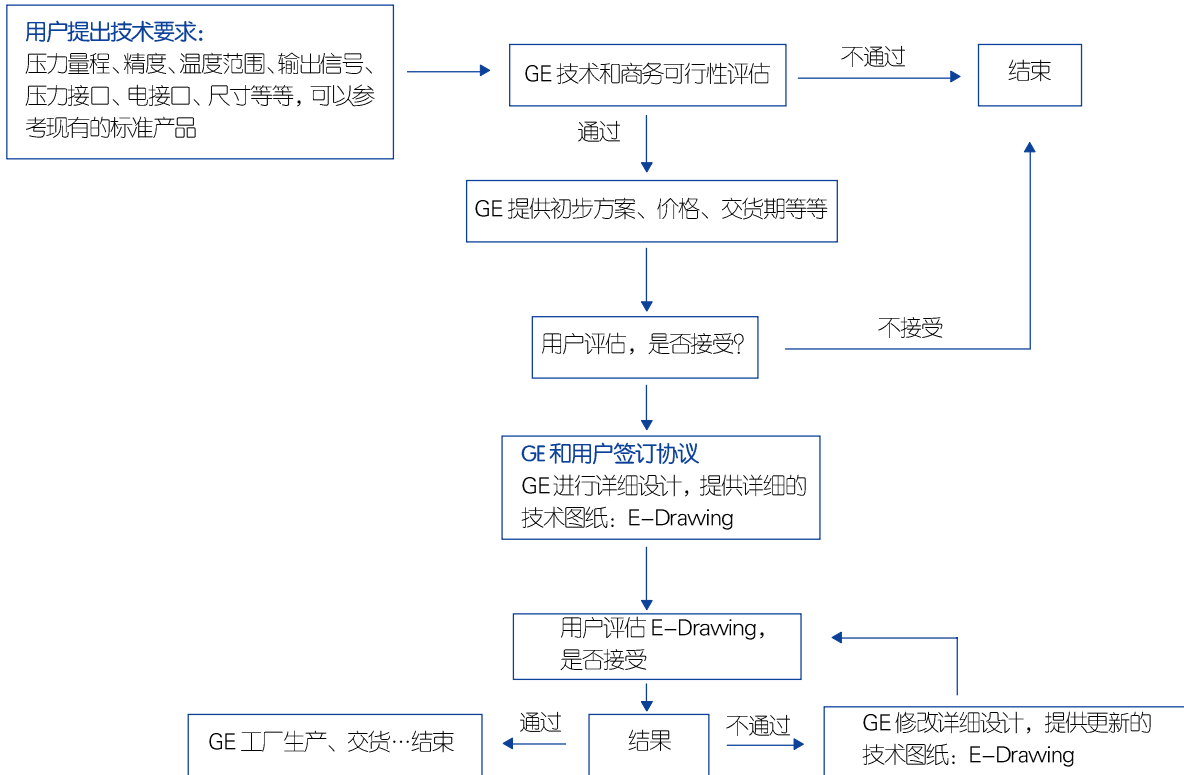 用户提出技术要求：
压力量程、精度、温度范围、输出信号、
压力接口、电接口、尺寸等等，可以参
考现有的标准产品
GE 技术和商务可行性评估
不通过
结束
通过
GE 提供初步方案、价格、交货期等等
用户评估，是否接受？
不接受
GE 和用户签订协议
GE 进行详细设计，提供详细的
技术图纸：E-Drawing
用户评估 E-Drawing，
是否接受
GE 工厂生产、交货…结束
通过
结果
不通过
GE 修改详细设计，提供更新的
技术图纸：E-Drawing